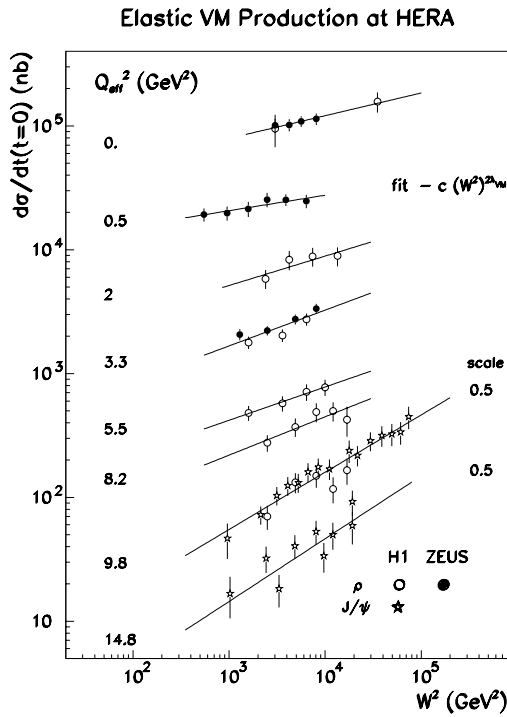 Elastic VM Production at HERA
dσ/dt(t=0) (nb)
Q_eff² (GeV²)
10⁵
0.
fit – c (W²)^2λ_VM
0.5
10⁴
2
3.3
10³
scale
0.5
5.5
8.2
0.5
10²
9.8
H1 ZEUS
ρ
J/ψ
10
14.8
10² 10³ 10⁴ 10⁵
W² (GeV²)